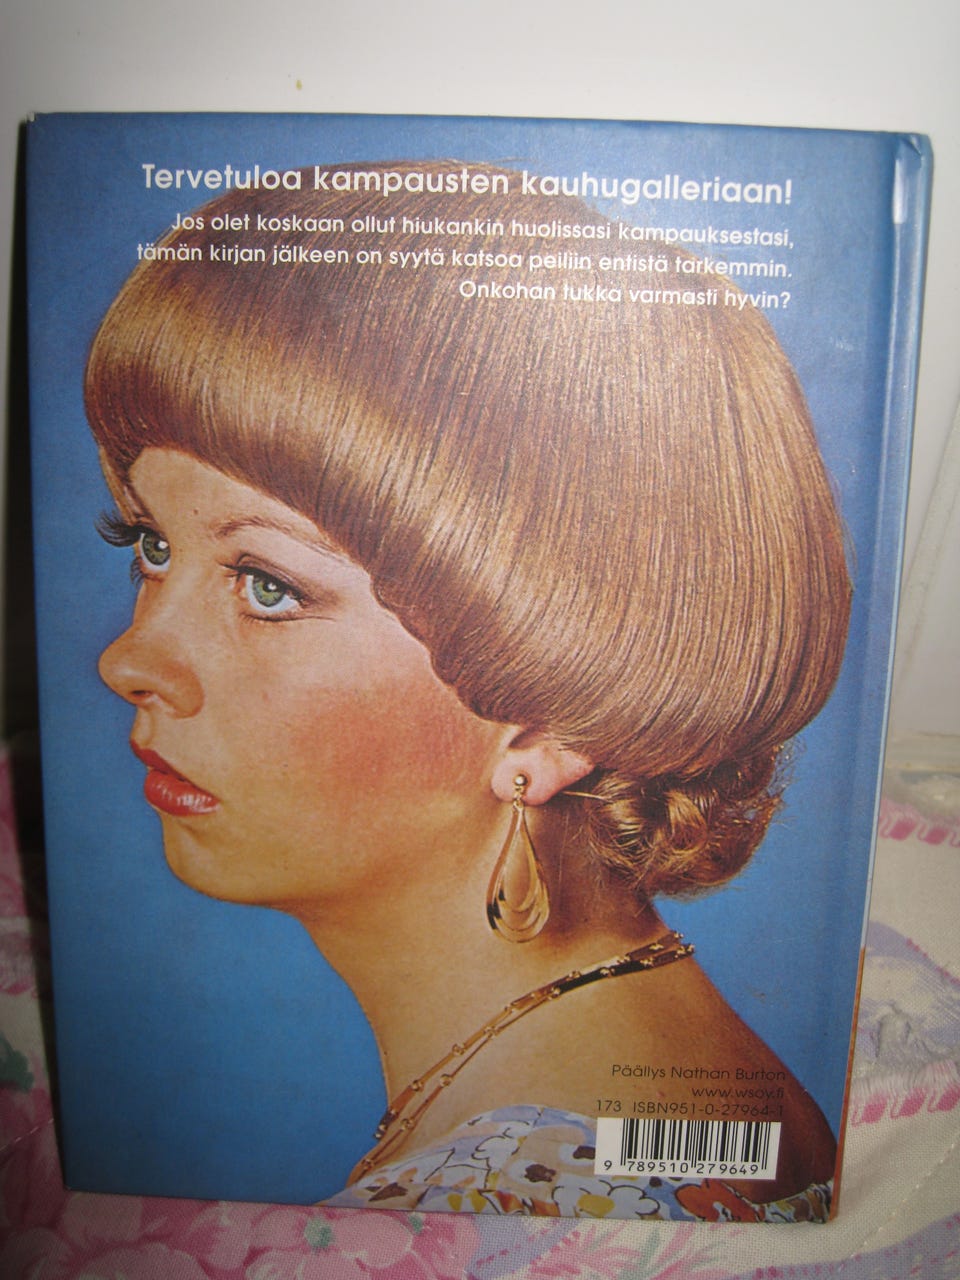 Tervetuloa kampausten kauhugalleriaan!
Jos olet koskaan ollut hiukankin huolissasi kampauksestasi,
tämän kirjan jälkeen on syytä katsoa peiliin entistä tarkemmin.
Onkohan tukka varmasti hyvin?
Päällys Nathan Burton
www.wsoy.fi
173 ISBN951-0-27964-1
9 789510 279649